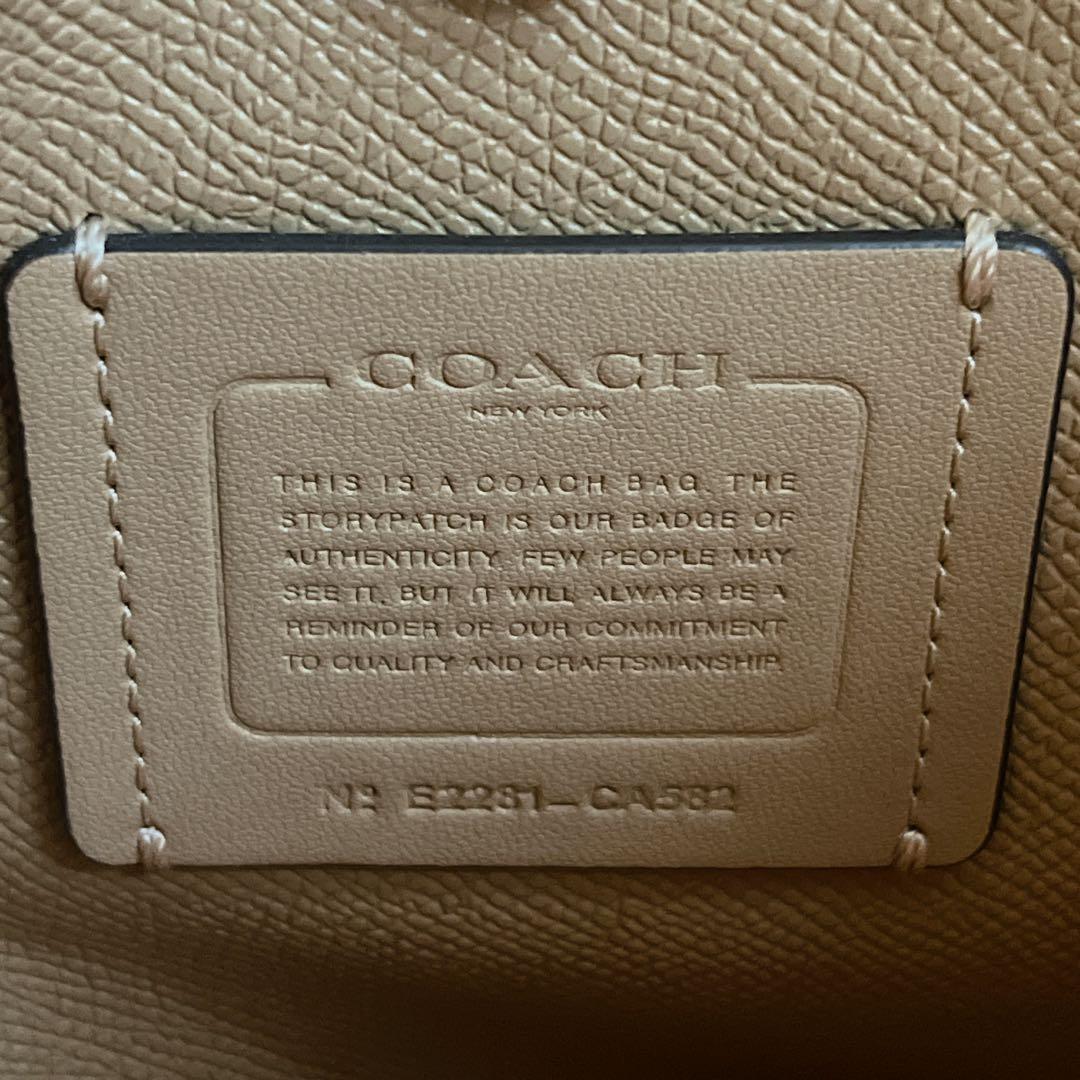 COACH
NEW YORK
THIS IS A COACH BAG. THE
STORYPATCH IS OUR BADGE OF
AUTHENTICITY. FEW PEOPLE MAY
SEE IT, BUT IT WILL ALWAYS BE A
REMINDER OF OUR COMMITMENT
TO QUALITY AND CRAFTSMANSHIP.
Nº E2281-CA582